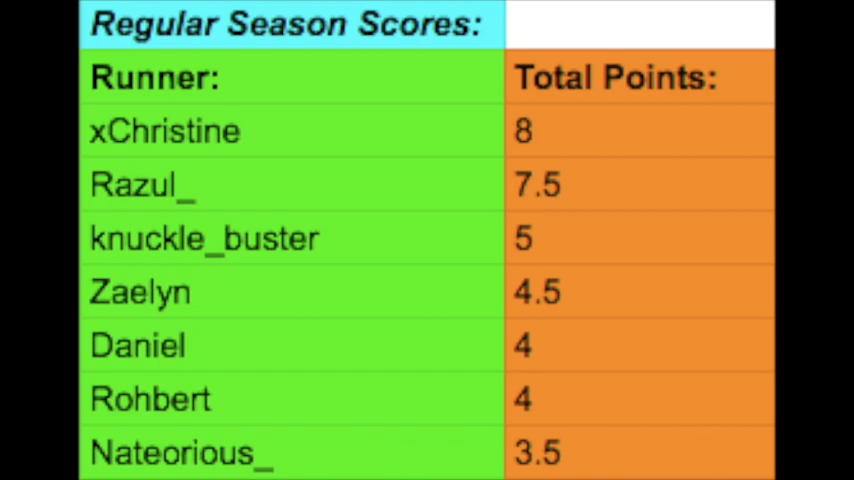 Regular Season Scores:
Runner: Total Points:
xChristine 8
Razul_ 7.5
knuckle_buster 5
Zaelyn 4.5
Daniel 4
Rohbert 4
Nateorious_ 3.5